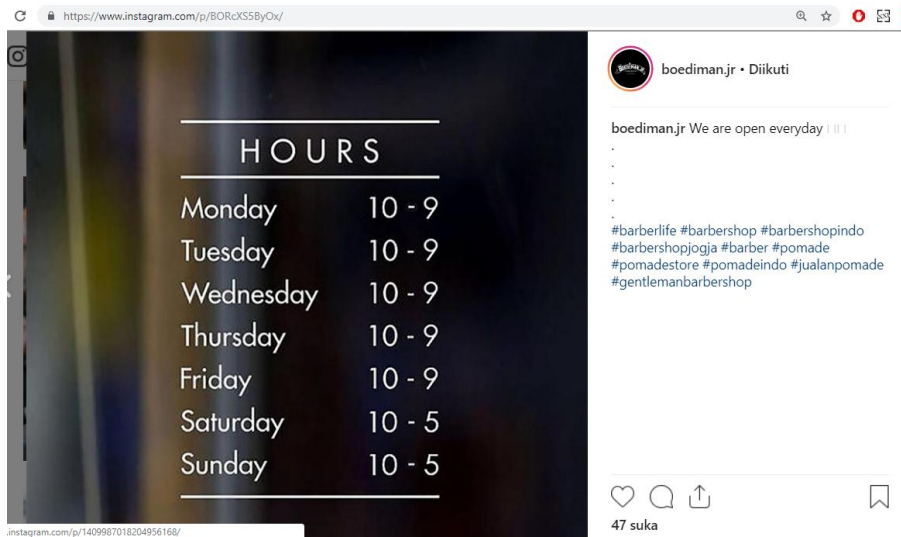 https://www.instagram.com/p/BORcXS5ByOx/
boediman.jr • Diikuti
HOURS
Monday 10 - 9
Tuesday 10 - 9
Wednesday 10 - 9
Thursday 10 - 9
Friday 10 - 9
Saturday 10 - 5
Sunday 10 - 5
boediman.jr We are open everyday
.
.
.
.
.
#barberlife #barbershop #barbershopindo
#barbershopjogja #barber #pomade
#pomadestore #pomadeindo #jualanpomade
#gentlemanbarbershop
47 suka
.instagram.com/p/1409987018204956168/